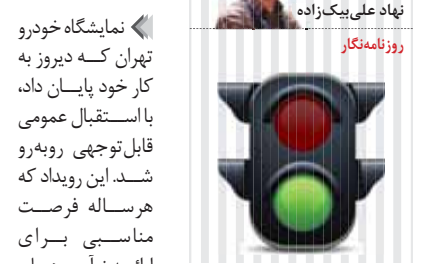 نهاد علی‌بیک‌زاده
روزنامه‌نگار
نمایشگاه خودرو
تهران کــه دیروز به
کار خود پایــان داد،
با اســتقبال عمومی
قابل‌توجهی روبه‌رو
شــد. این رویداد که
هرســاله فرصــت
مناســبی بــرای